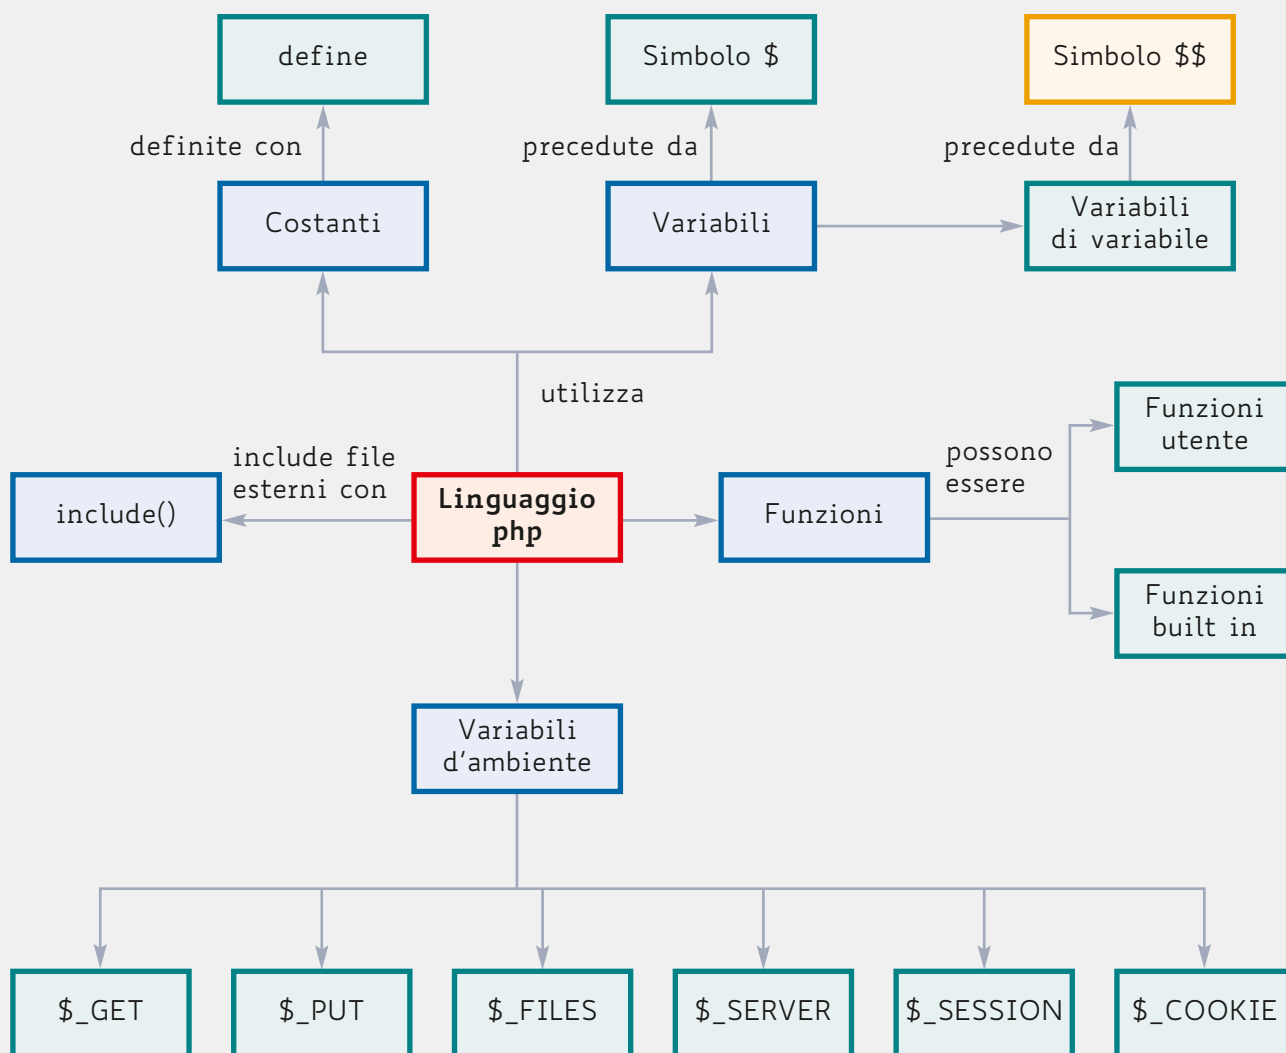 define
Simbolo $
Simbolo $$
definite con
precedute da
precedute da
Costanti
Variabili
Variabili
di variabile
utilizza
include file
esterni con
include()
Linguaggio
php
Funzioni
possono
essere
Funzioni
utente
Funzioni
built in
Variabili
d'ambiente
$_GET
$_PUT
$_FILES
$_SERVER
$_SESSION
$_COOKIE